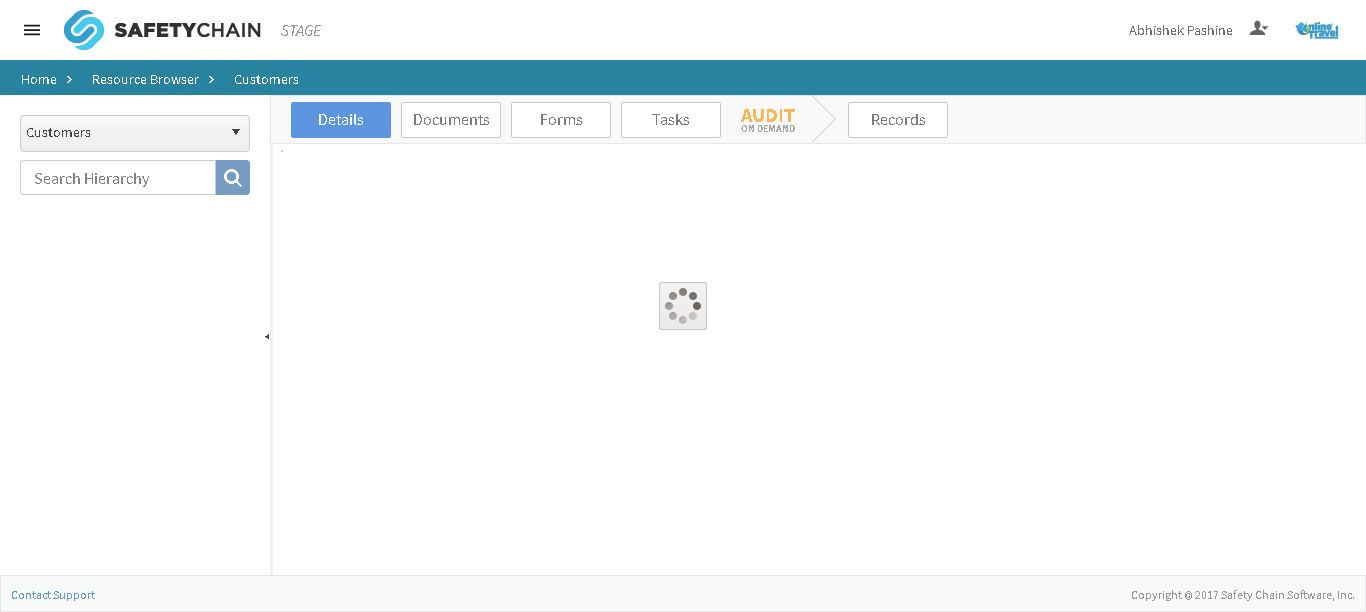 SAFETYCHAIN STAGE
Abhishek Pashine
Online Travel
Home > Resource Browser > Customers
Customers
Search Hierarchy
Details Documents Forms Tasks AUDIT ON DEMAND Records
Contact Support
Copyright © 2017 Safety Chain Software, Inc.